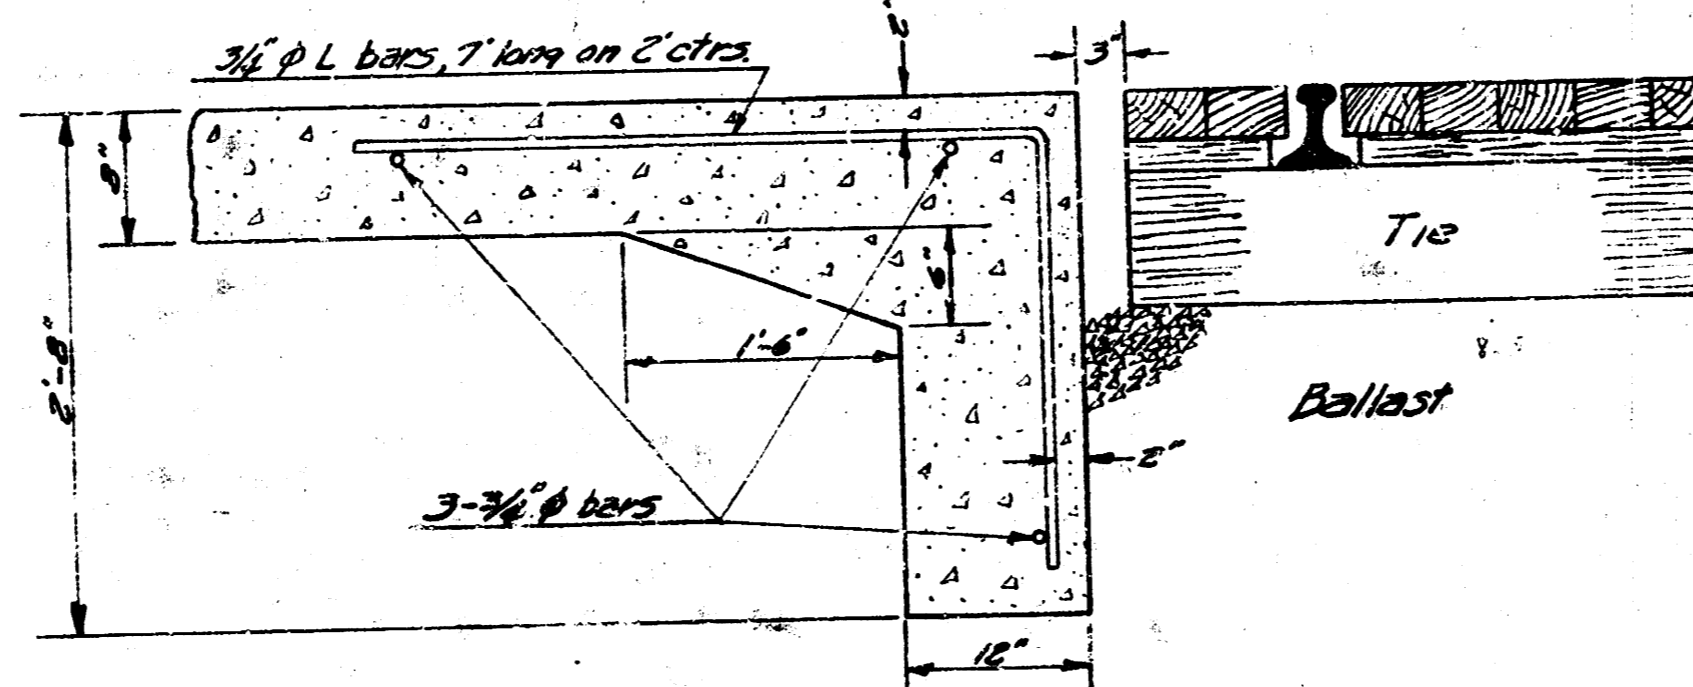 3/4" φ L bars, 7' long on 2' ctrs.
2
3"
8"
Tie
6"
1'-6"
2'-8"
Ballast
2"
3-3/4" φ bars
12"